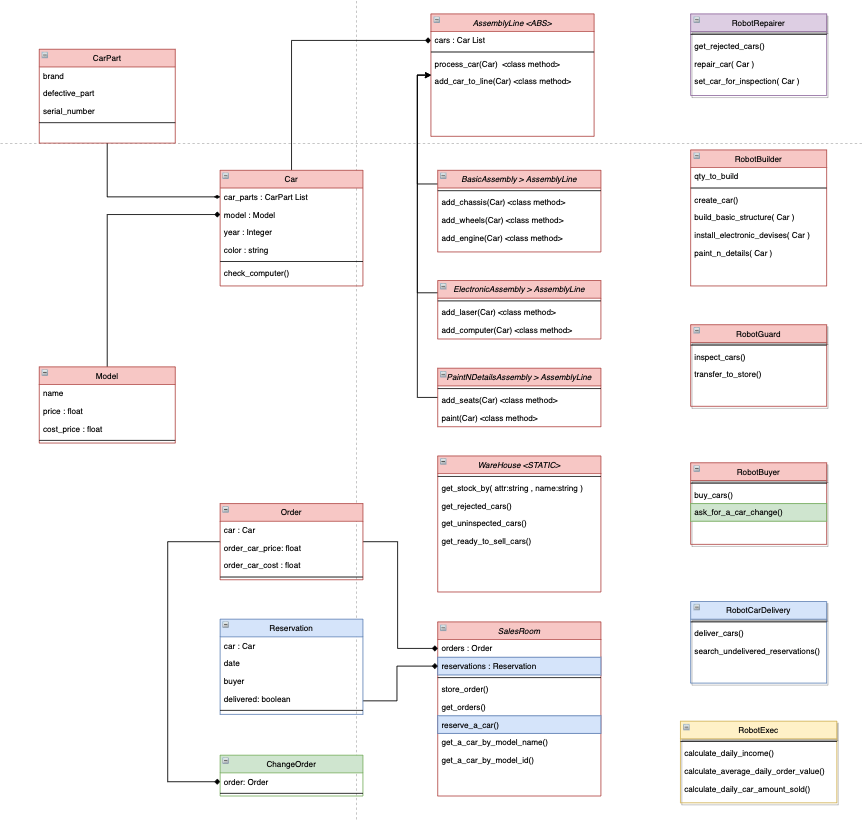 AssemblyLine <ABS>
cars : Car List
process_car(Car) <class method>
add_car_to_line(Car) <class method>
RobotRepairer
get_rejected_cars()
repair_car( Car )
set_car_for_inspection( Car )
CarPart
brand
defective_part
serial_number
Car
car_parts : CarPart List
model : Model
year : Integer
color : string
check_computer()
BasicAssembly > AssemblyLine
add_chassis(Car) <class method>
add_wheels(Car) <class method>
add_engine(Car) <class method>
RobotBuilder
qty_to_build
create_car()
build_basic_structure( Car )
install_electronic_devises( Car )
paint_n_details( Car )
ElectronicAssembly > AssemblyLine
add_laser(Car) <class method>
add_computer(Car) <class method>
RobotGuard
inspect_cars()
transfer_to_store()
Model
name
price : float
cost_price : float
PaintNDetailsAssembly > AssemblyLine
add_seats(Car) <class method>
paint(Car) <class method>
WareHouse <STATIC>
get_stock_by( attr:string , name:string )
get_rejected_cars()
get_uninspected_cars()
get_ready_to_sell_cars()
RobotBuyer
buy_cars()
ask_for_a_car_change()
Order
car : Car
order_car_price: float
order_car_cost : float
Reservation
car : Car
date
buyer
delivered: boolean
SalesRoom
orders : Order
reservations : Reservation
store_order()
get_orders()
reserve_a_car()
get_a_car_by_model_name()
get_a_car_by_model_id()
RobotCarDelivery
deliver_cars()
search_undelivered_reservations()
ChangeOrder
order: Order
RobotExec
calculate_daily_income()
calculate_average_daily_order_value()
calculate_daily_car_amount_sold()